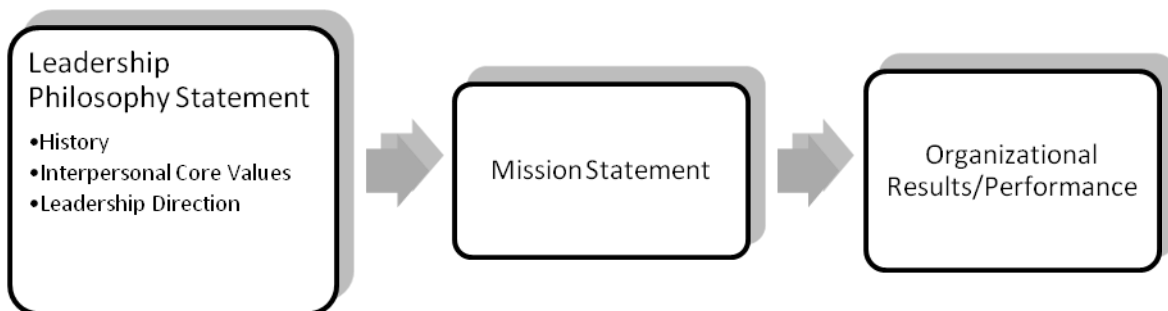 Leadership
Philosophy Statement
•History
•Interpersonal Core Values
•Leadership Direction
Mission Statement
Organizational
Results/Performance